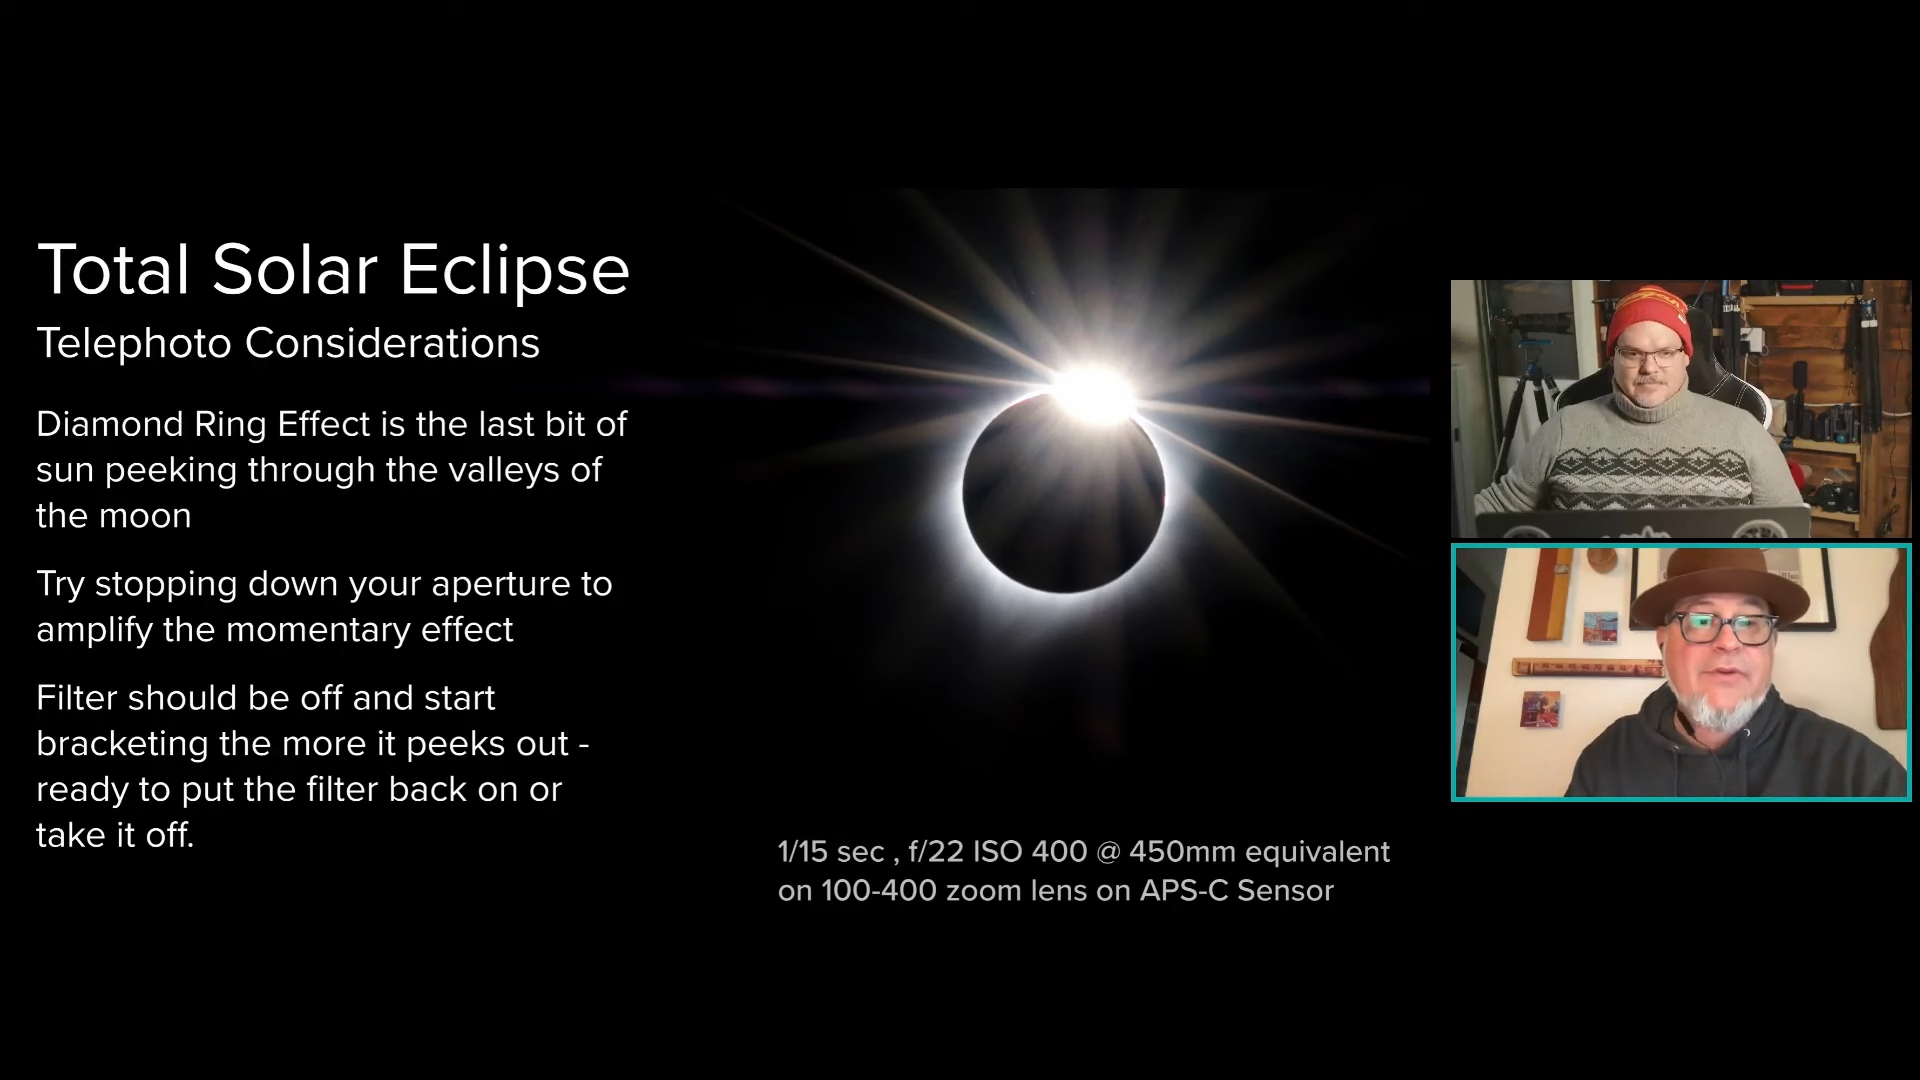 Total Solar Eclipse
Telephoto Considerations
Diamond Ring Effect is the last bit of
sun peeking through the valleys of
the moon
Try stopping down your aperture to
amplify the momentary effect
Filter should be off and start
bracketing the more it peeks out -
ready to put the filter back on or
take it off.
1/15 sec , f/22 ISO 400 @ 450mm equivalent
on 100-400 zoom lens on APS-C Sensor